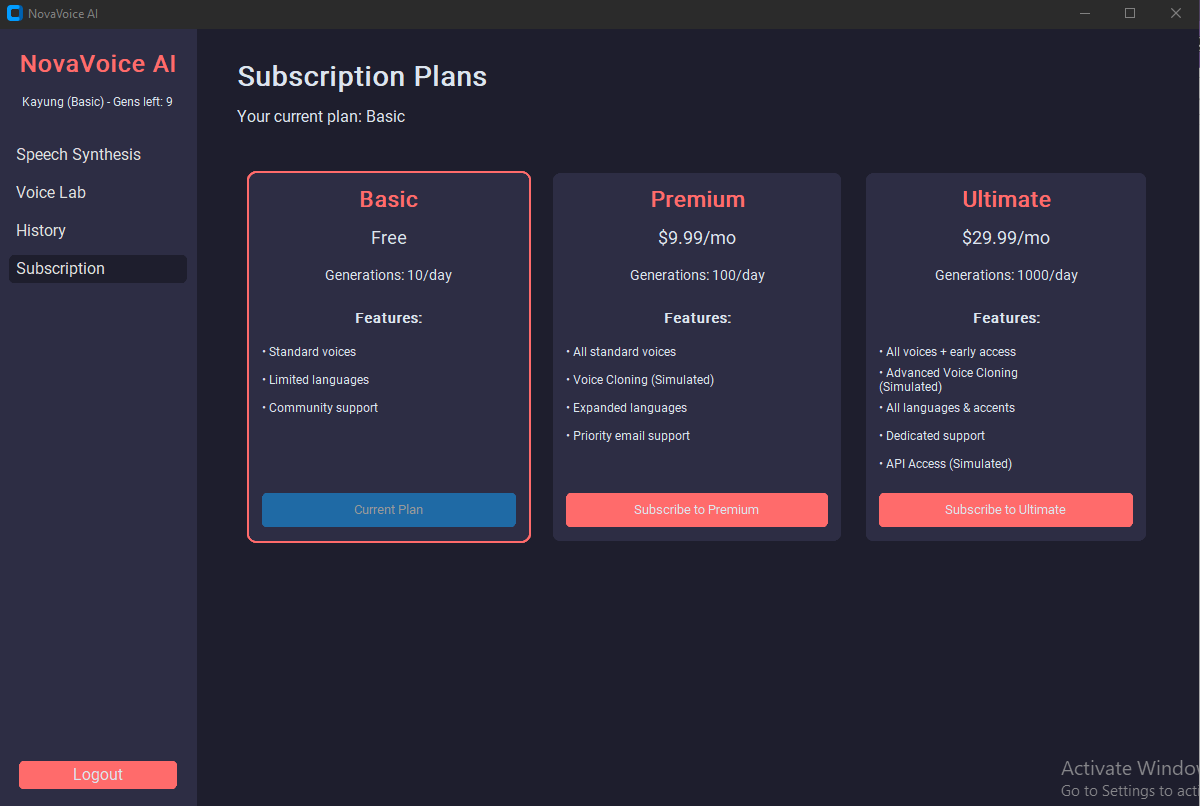 NovaVoice AI
NovaVoice AI
Kayung (Basic) - Gens left: 9
Speech Synthesis
Voice Lab
History
Subscription
Logout
Subscription Plans
Your current plan: Basic
Basic
Free
Generations: 10/day
Features:
• Standard voices
• Limited languages
• Community support
Current Plan
Premium
$9.99/mo
Generations: 100/day
Features:
• All standard voices
• Voice Cloning (Simulated)
• Expanded languages
• Priority email support
Subscribe to Premium
Ultimate
$29.99/mo
Generations: 1000/day
Features:
• All voices + early access
• Advanced Voice Cloning
(Simulated)
• All languages & accents
• Dedicated support
• API Access (Simulated)
Subscribe to Ultimate
Activate Windo
Go to Settings to acti